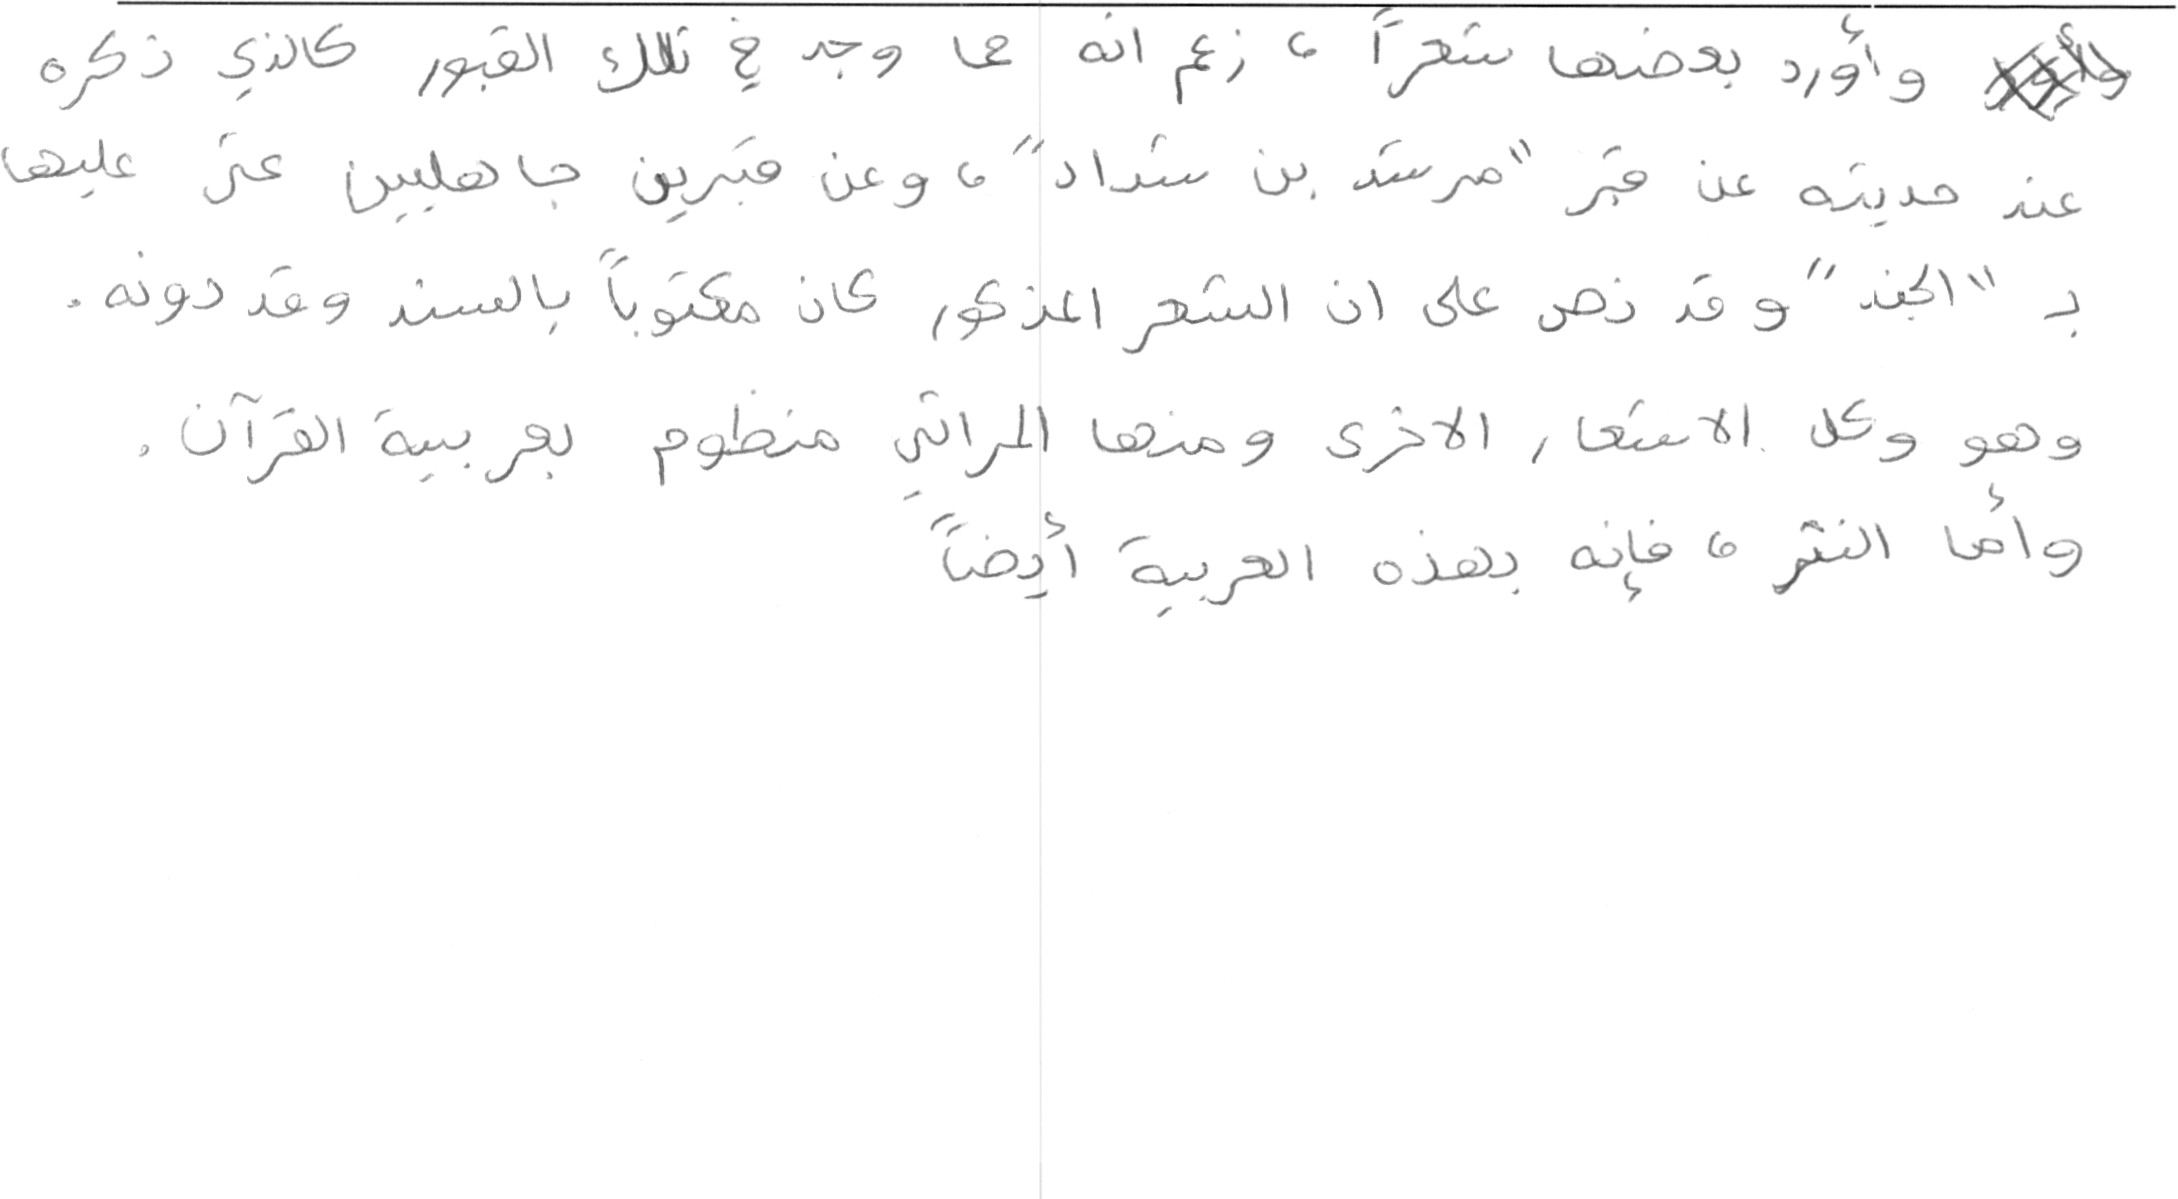 وأورد بعضها شعراً ، زعم انه مما وجد في تلك القبور كالذي ذكره
عند حديثه عن قبر "مرشد بن شداد" ، وعن قبرين جاهليين عثر عليها
بـ "الجند" وقد نص على ان الشعر المذكور كان مكتوباً بالمسند وقد دونه .
وهو وكل الاشعار الاخرى ومنها المراثي منظوم بعربية القرآن .
وأما النثر ، فإنه بهذه العربية أيضاً